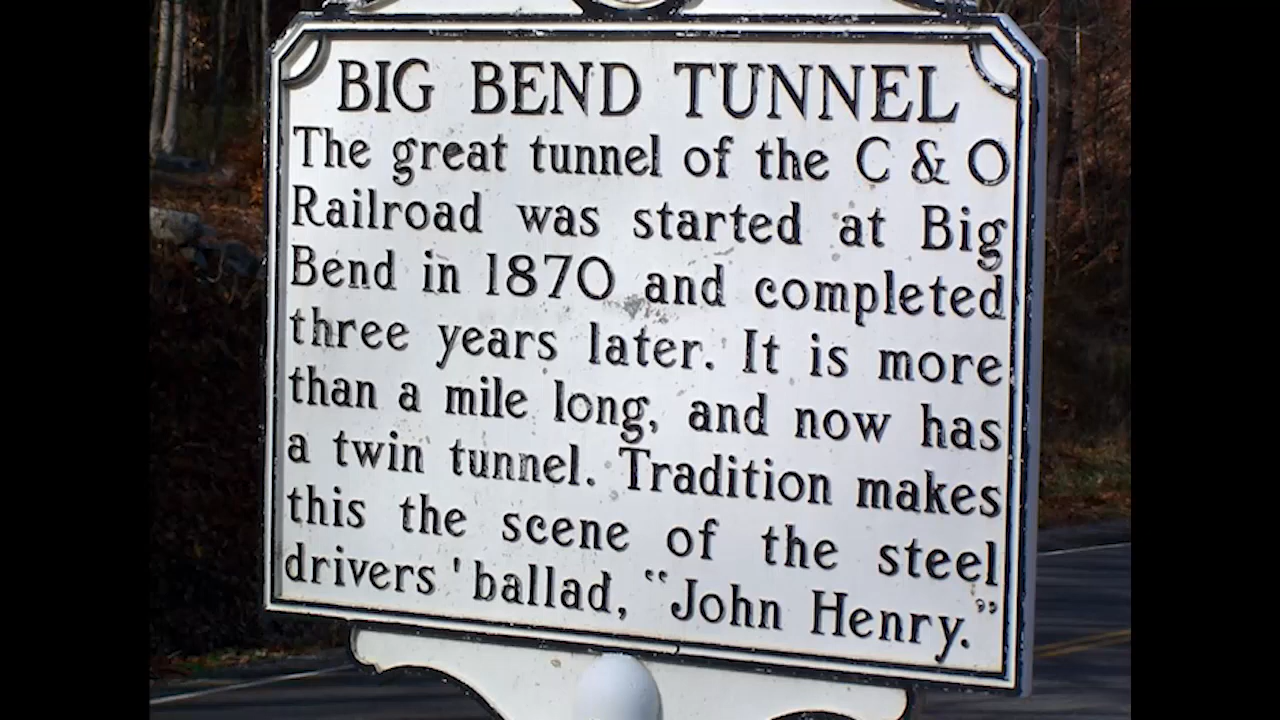 BIG BEND TUNNEL
The great tunnel of the C & O
Railroad was started at Big
Bend in 1870 and completed
three years later. It is more
than a mile long, and now has
a twin tunnel. Tradition makes
this the scene of the steel
drivers' ballad, “John Henry.”